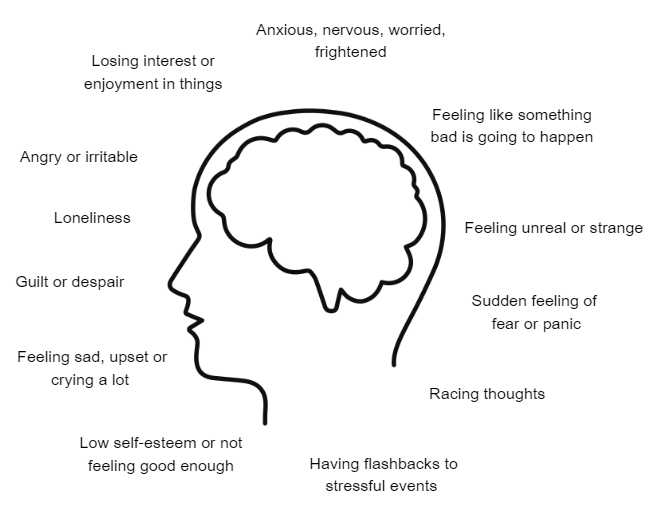 Anxious, nervous, worried,
frightened
Losing interest or
enjoyment in things
Feeling like something
bad is going to happen
Angry or irritable
Loneliness
Feeling unreal or strange
Guilt or despair
Sudden feeling of
fear or panic
Feeling sad, upset or
crying a lot
Racing thoughts
Low self-esteem or not
feeling good enough
Having flashbacks to
stressful events